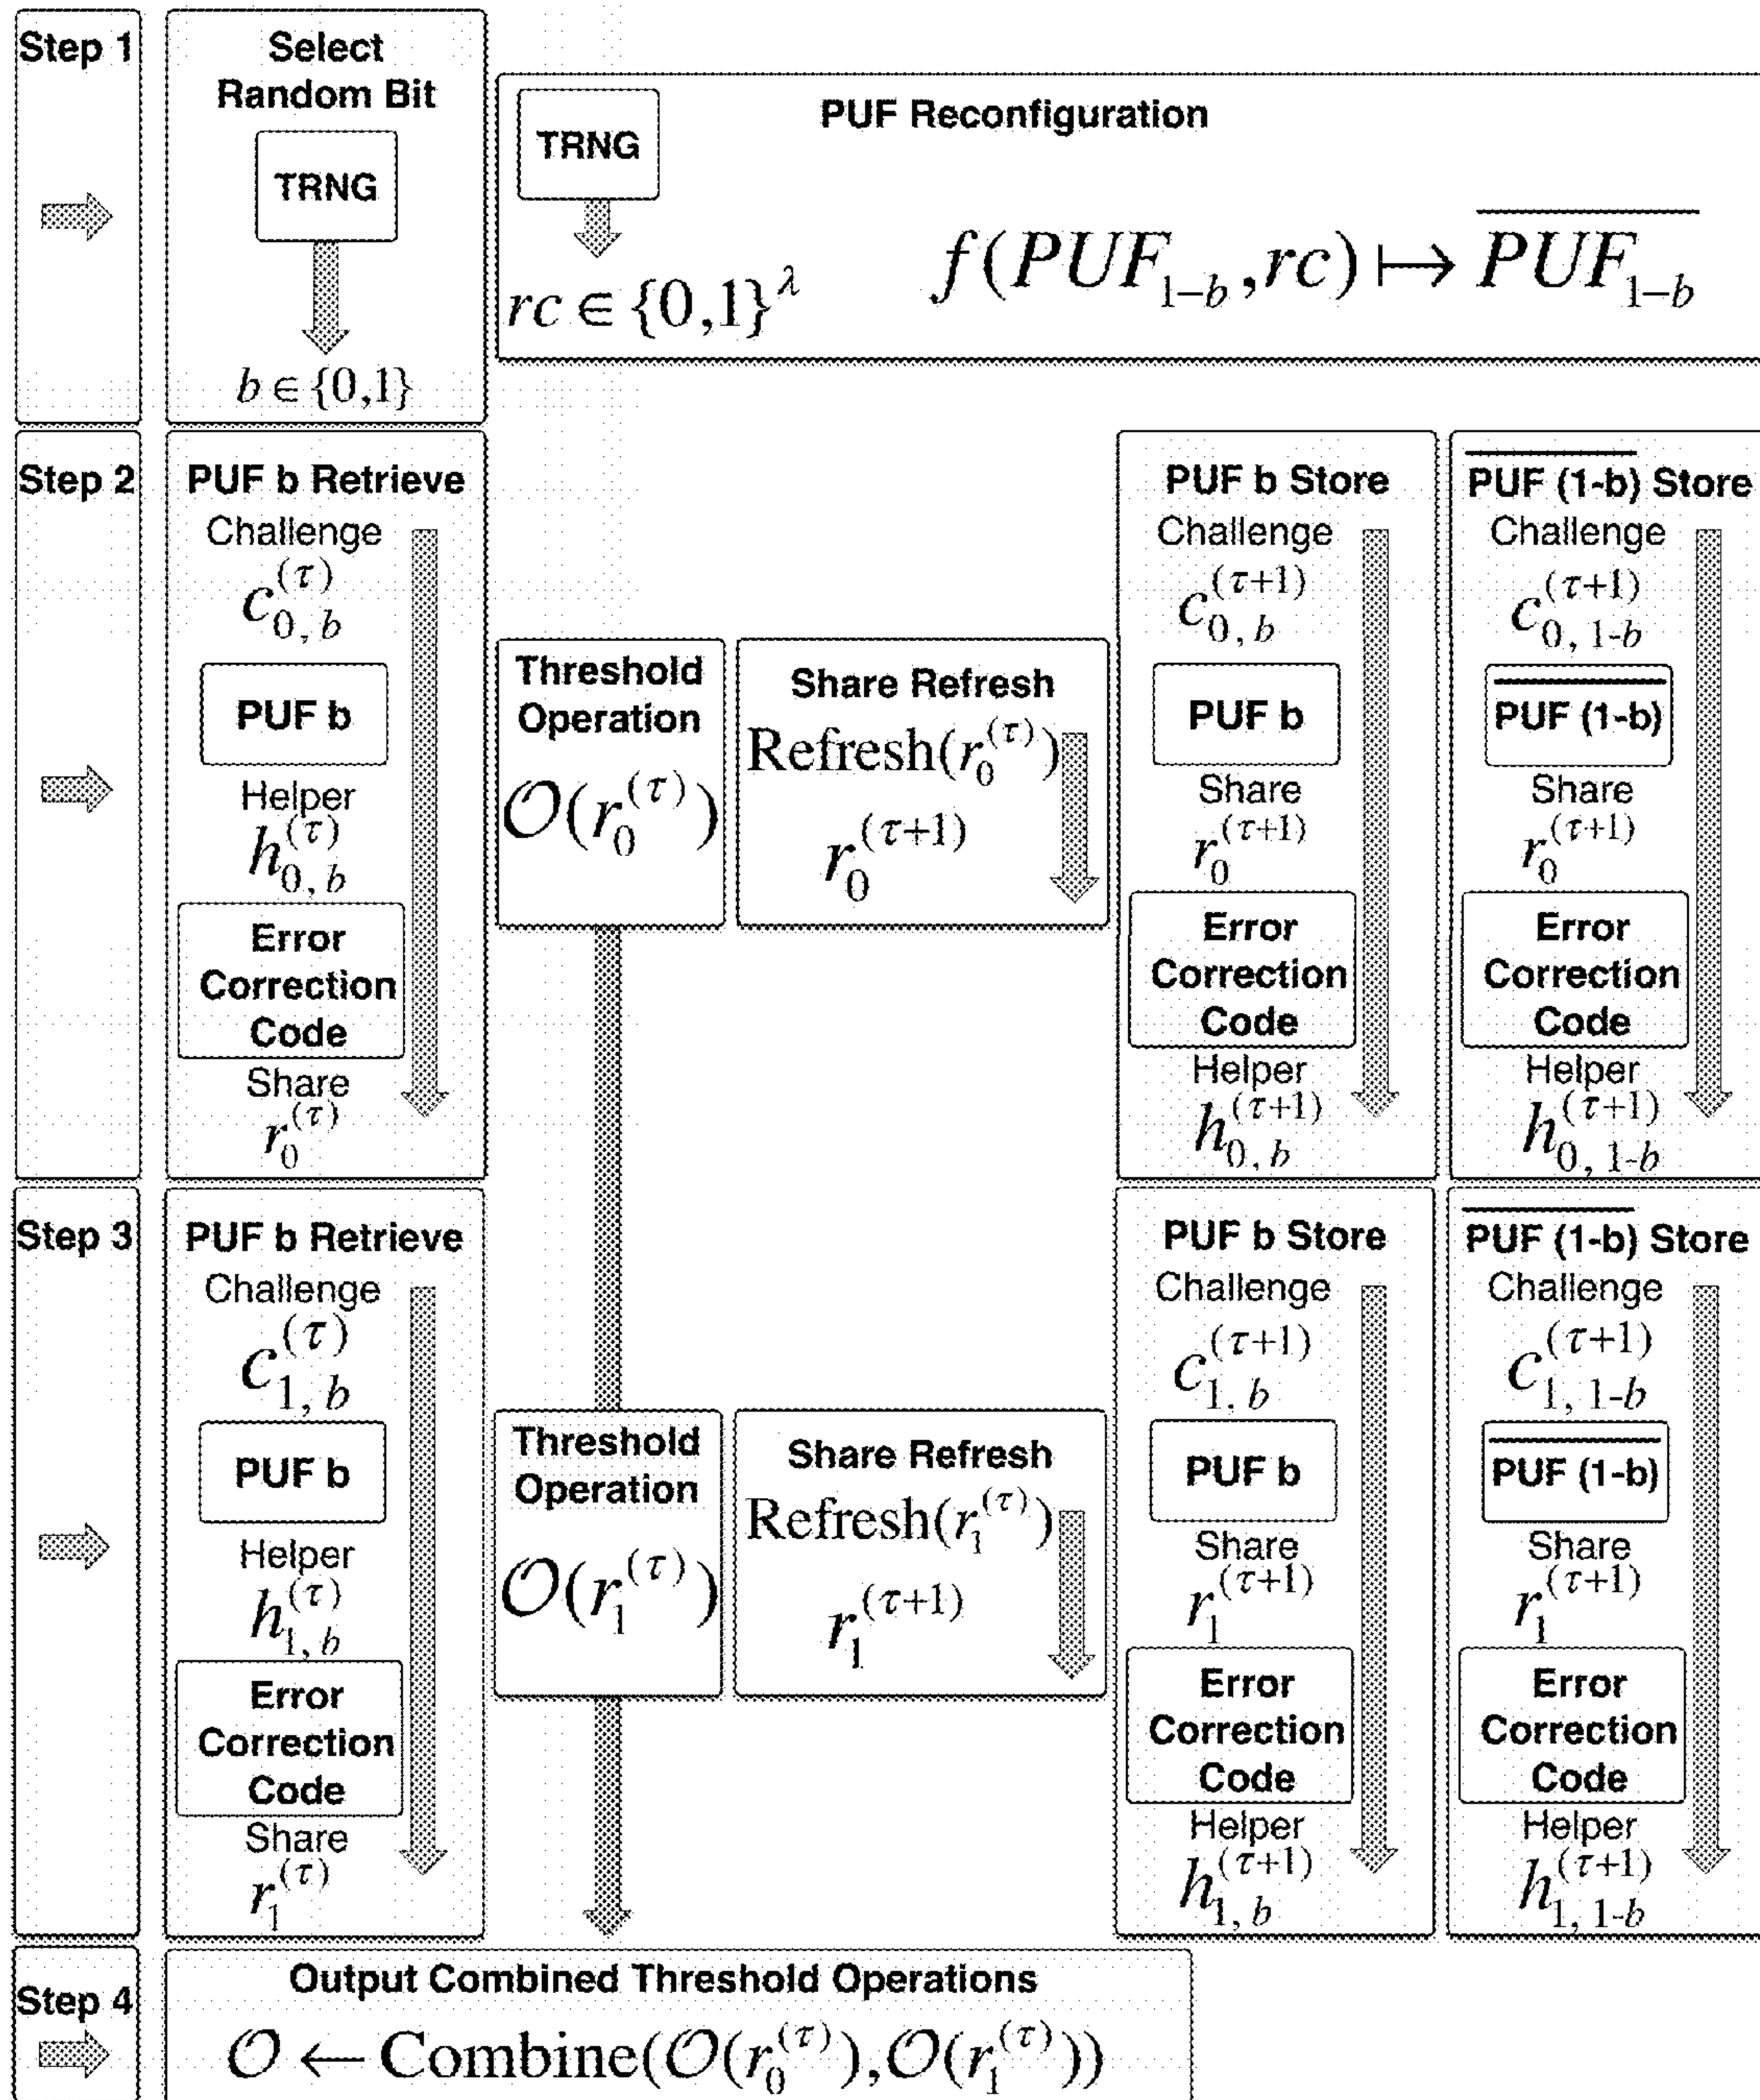 Step 1
Select
Random Bit
TRNG
b ∈ {0,1}
PUF Reconfiguration
TRNG
rc ∈ {0,1}^λ
f(PUF_{1−b}, rc) ↦ \overline{PUF_{1−b}}
Step 2
PUF b Retrieve
Challenge
c_{0, b}^{(τ)}
PUF b
Helper
h_{0, b}^{(τ)}
Error
Correction
Code
Share
r_0^{(τ)}
Threshold
Operation
𝒪(r_0^{(τ)})
Share Refresh
Refresh(r_0^{(τ)})
r_0^{(τ+1)}
PUF b Store
Challenge
c_{0, b}^{(τ+1)}
PUF b
Share
r_0^{(τ+1)}
Error
Correction
Code
Helper
h_{0, b}^{(τ+1)}
\overline{PUF (1-b)} Store
Challenge
c_{0, 1-b}^{(τ+1)}
\overline{PUF (1-b)}
Share
r_0^{(τ+1)}
Error
Correction
Code
Helper
h_{0, 1-b}^{(τ+1)}
Step 3
PUF b Retrieve
Challenge
c_{1, b}^{(τ)}
PUF b
Helper
h_{1, b}^{(τ)}
Error
Correction
Code
Share
r_1^{(τ)}
Threshold
Operation
𝒪(r_1^{(τ)})
Share Refresh
Refresh(r_1^{(τ)})
r_1^{(τ+1)}
PUF b Store
Challenge
c_{1, b}^{(τ+1)}
PUF b
Share
r_1^{(τ+1)}
Error
Correction
Code
Helper
h_{1, b}^{(τ+1)}
\overline{PUF (1-b)} Store
Challenge
c_{1, 1-b}^{(τ+1)}
\overline{PUF (1-b)}
Share
r_1^{(τ+1)}
Error
Correction
Code
Helper
h_{1, 1-b}^{(τ+1)}
Step 4
Output Combined Threshold Operations
𝒪 ← Combine(𝒪(r_0^{(τ)}),𝒪(r_1^{(τ)}))